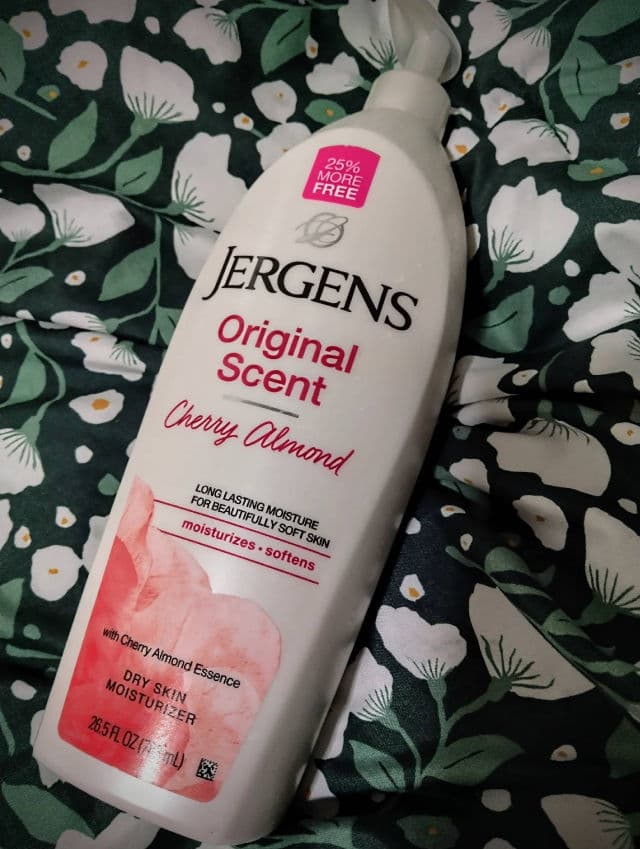 25%
MORE
FREE
JERGENS
Original
Scent
Cherry Almond
LONG LASTING MOISTURE
FOR BEAUTIFULLY SOFT SKIN
moisturizes • softens
with Cherry Almond Essence
DRY SKIN
MOISTURIZER
26.5 FL OZ